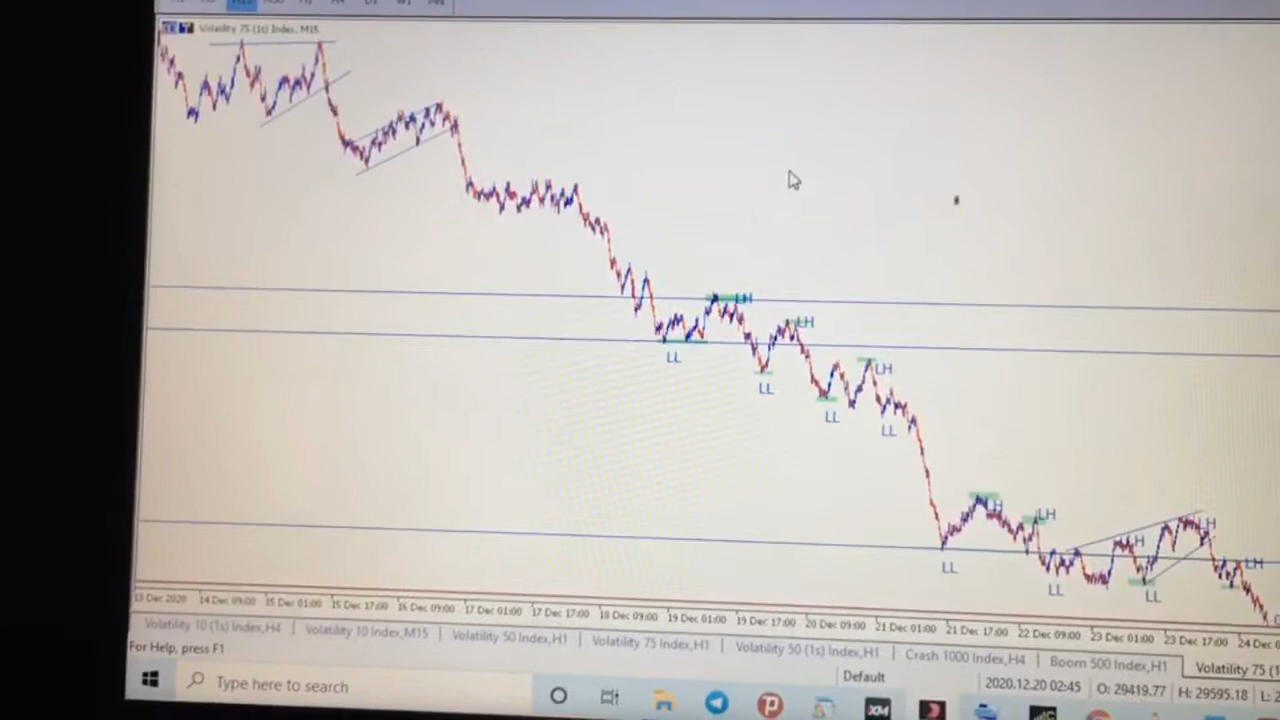 M15
Volatility 75 (1s) Index, M15
LH
LH
LL
LH
LL
LL
LL
LH
LH
LH
LH
LH
LL
LL
LL
13 Dec 2020 14 Dec 09:00 15 Dec 01:00 15 Dec 17:00 16 Dec 09:00 17 Dec 01:00 17 Dec 17:00 18 Dec 09:00 19 Dec 01:00 19 Dec 17:00 20 Dec 09:00 21 Dec 01:00 21 Dec 17:00 22 Dec 09:00 23 Dec 01:00 23 Dec 17:00 24 Dec
Volatility 10 (1s) Index,H4 Volatility 10 Index,M15 Volatility 50 Index,H1 Volatility 75 Index,H1 Volatility 50 (1s) Index,H1 Crash 1000 Index,H4 Boom 500 Index,H1 Volatility 75 (1
For Help, press F1 Default 2020.12.20 02:45 O: 29419.77 H: 29595.18 L: 2
Type here to search XM